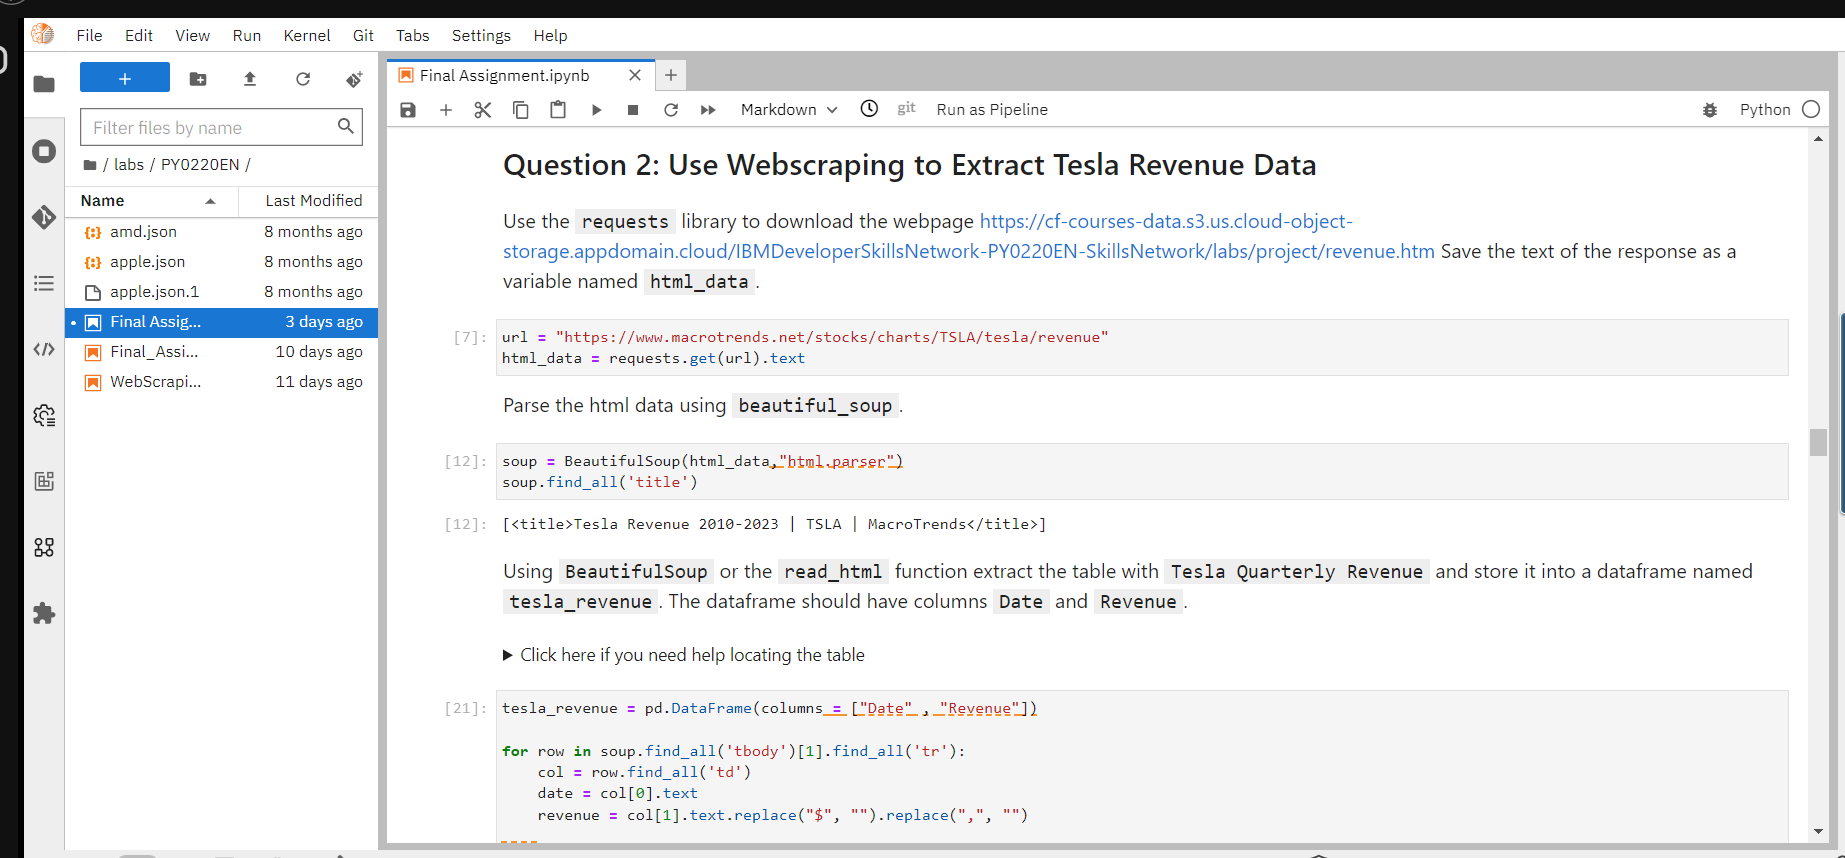 File Edit View Run Kernel Git Tabs Settings Help
Filter files by name
/ labs / PY0220EN /
Name Last Modified
amd.json 8 months ago
apple.json 8 months ago
apple.json.1 8 months ago
Final Assig... 3 days ago
Final_Assi... 10 days ago
WebScrapi... 11 days ago
Final Assignment.ipynb
Markdown git Run as Pipeline Python
Question 2: Use Webscraping to Extract Tesla Revenue Data
Use the requests library to download the webpage https://cf-courses-data.s3.us.cloud-object-
storage.appdomain.cloud/IBMDeveloperSkillsNetwork-PY0220EN-SkillsNetwork/labs/project/revenue.htm Save the text of the response as a
variable named html_data.
[7]: url = "https://www.macrotrends.net/stocks/charts/TSLA/tesla/revenue"
html_data = requests.get(url).text
Parse the html data using beautiful_soup.
[12]: soup = BeautifulSoup(html_data,"html.parser")
soup.find_all('title')
[12]: [<title>Tesla Revenue 2010-2023 | TSLA | MacroTrends</title>]
Using BeautifulSoup or the read_html function extract the table with Tesla Quarterly Revenue and store it into a dataframe named
tesla_revenue. The dataframe should have columns Date and Revenue.
Click here if you need help locating the table
[21]: tesla_revenue = pd.DataFrame(columns = ["Date" , "Revenue"])
for row in soup.find_all('tbody')[1].find_all('tr'):
    col = row.find_all('td')
    date = col[0].text
    revenue = col[1].text.replace("$", "").replace(",", "")